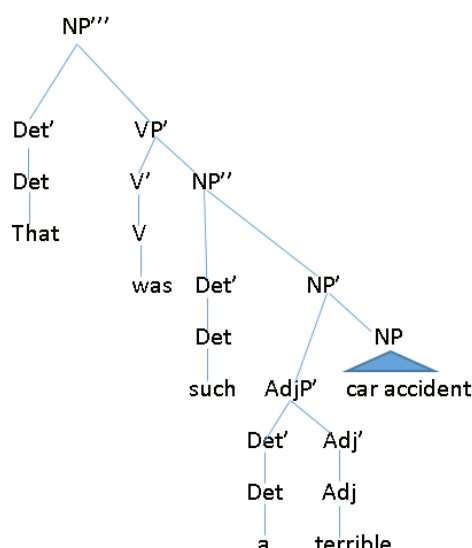 NP'''
Det' VP'
Det V' NP''
That V
was Det' NP'
Det NP
such AdjP' car accident
Det' Adj'
Det Adj
a terrible